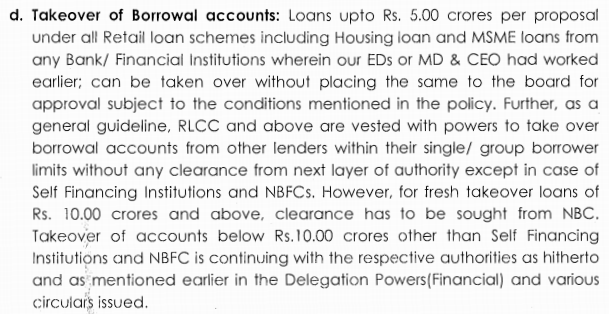 d. Takeover of Borrowal accounts: Loans upto Rs. 5.00 crores per proposal
under all Retail loan schemes including Housing loan and MSME loans from
any Bank/ Financial Institutions wherein our EDs or MD & CEO had worked
earlier; can be taken over without placing the same to the board for
approval subject to the conditions mentioned in the policy. Further, as a
general guideline, RLCC and above are vested with powers to take over
borrowal accounts from other lenders within their single/ group borrower
limits without any clearance from next layer of authority except in case of
Self Financing Institutions and NBFCs. However, for fresh takeover loans of
Rs. 10.00 crores and above, clearance has to be sought from NBC.
Takeover of accounts below Rs.10.00 crores other than Self Financing
Institutions and NBFC is continuing with the respective authorities as hitherto
and as mentioned earlier in the Delegation Powers(Financial) and various
circulars issued.